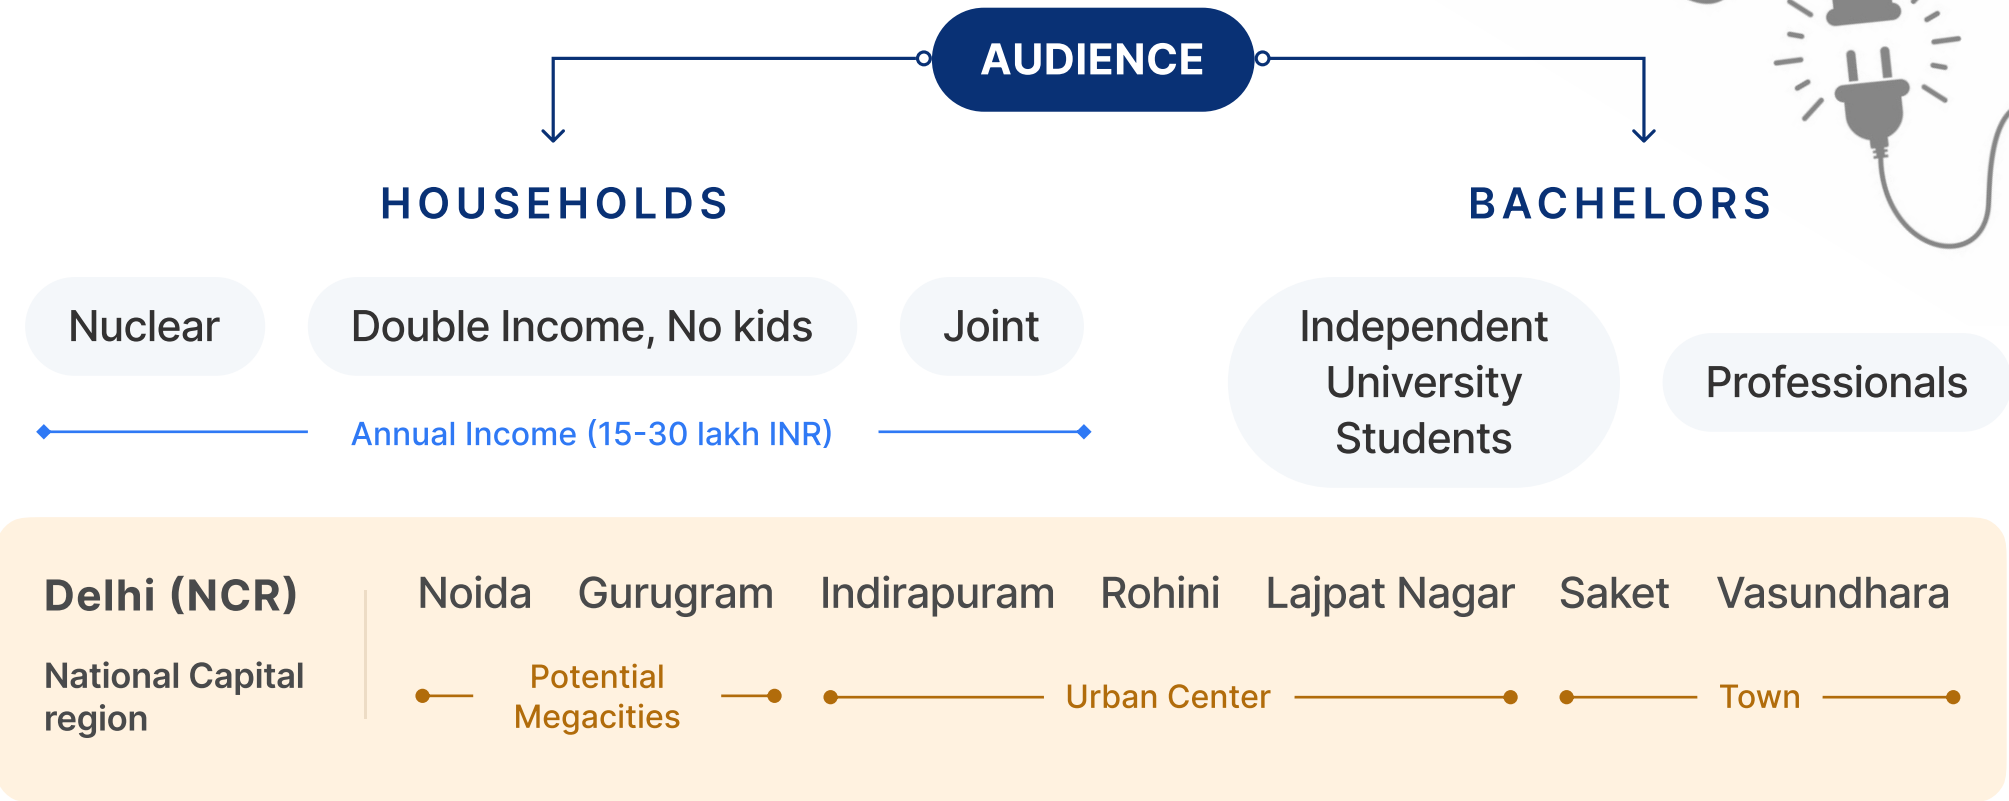 AUDIENCE
HOUSEHOLDS
BACHELORS
Nuclear
Double Income, No kids
Joint
Annual Income (15-30 lakh INR)
Independent
University
Students
Professionals
Delhi (NCR)
National Capital
region
Noida Gurugram Indirapuram Rohini Lajpat Nagar Saket Vasundhara
Potential
Megacities
Urban Center
Town